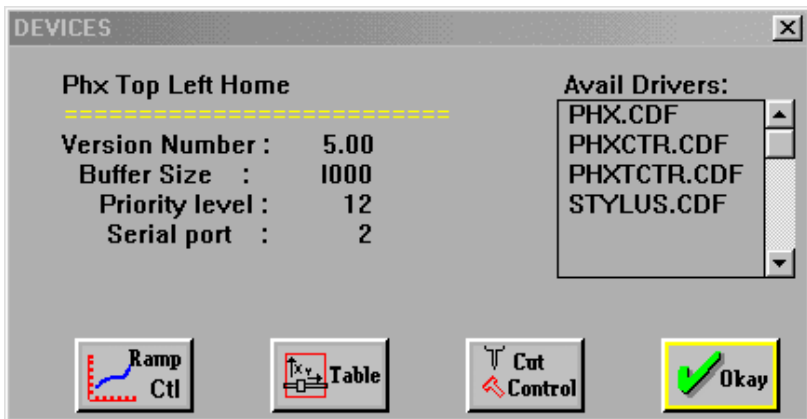 DEVICES
Phx Top Left Home
==========================
Version Number : 5.00
Buffer Size : I000
Priority level : 12
Serial port : 2
Avail Drivers:
PHX.CDF
PHXCTR.CDF
PHXTCTR.CDF
STYLUS.CDF
Ramp
Ctl
X Y
Table
Cut
Control
Okay